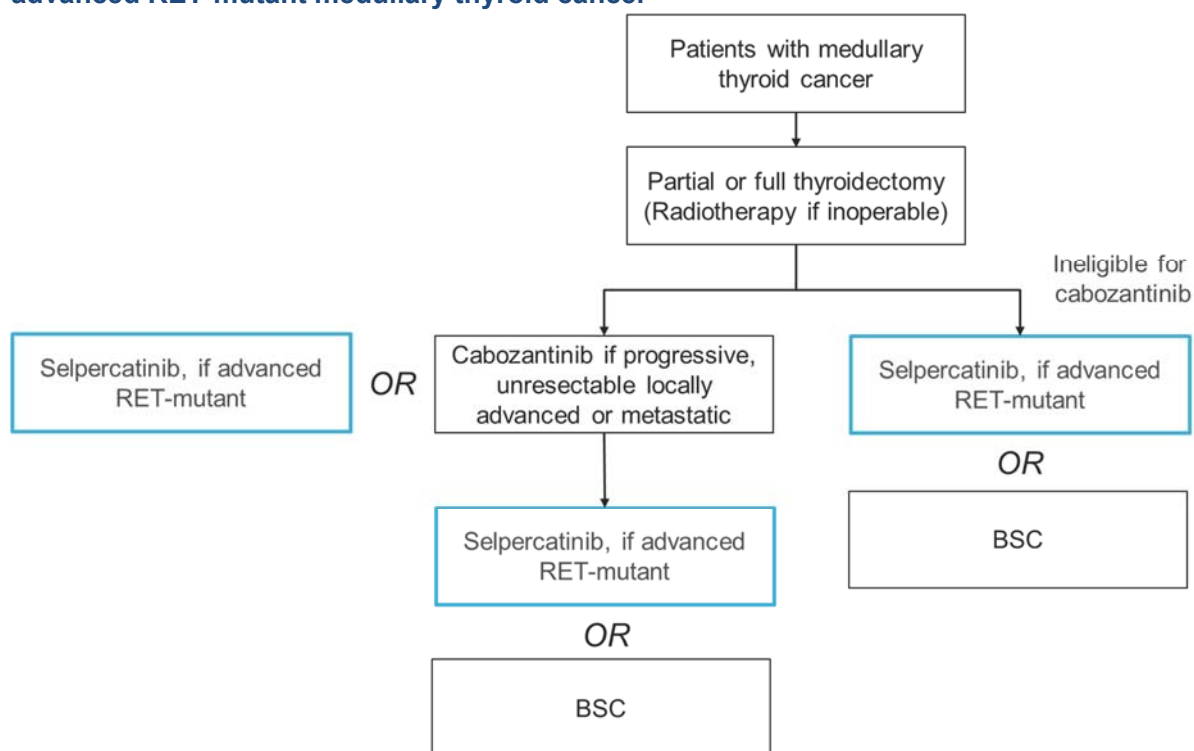 advanced RET-mutant medullary thyroid cancer
Patients with medullary
thyroid cancer
Partial or full thyroidectomy
(Radiotherapy if inoperable)
Ineligible for
cabozantinib
Selpercatinib, if advanced
RET-mutant
OR
Cabozantinib if progressive,
unresectable locally
advanced or metastatic
Selpercatinib, if advanced
RET-mutant
OR
BSC
Selpercatinib, if advanced
RET-mutant
OR
BSC